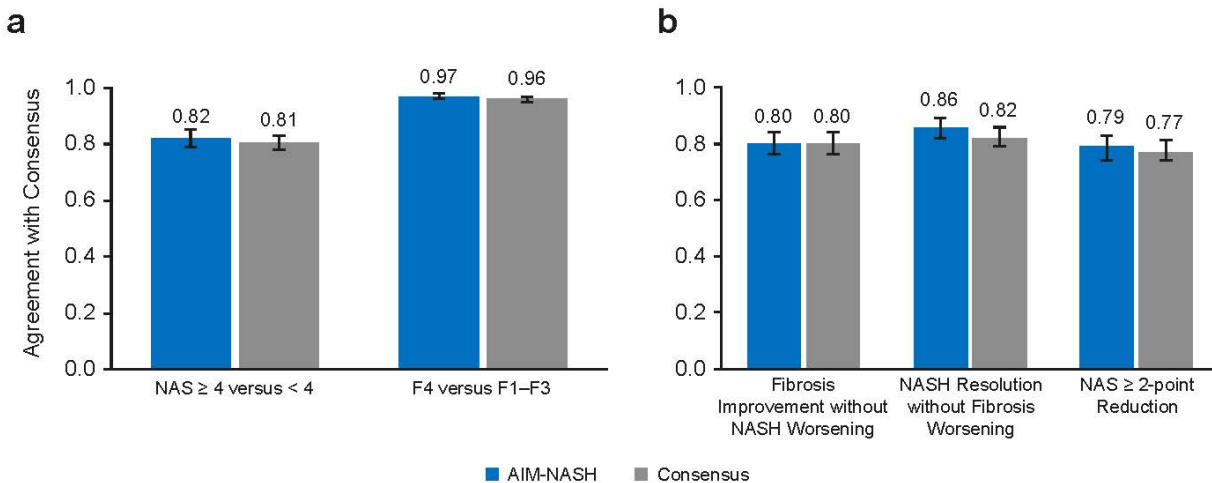 a
Agreement with Consensus
1.0
0.8
0.6
0.4
0.2
0.0
0.82
0.81
0.97
0.96
NAS ≥ 4 versus < 4
F4 versus F1–F3
b
1.0
0.8
0.6
0.4
0.2
0.0
0.80
0.80
0.86
0.82
0.79
0.77
Fibrosis
Improvement without
NASH Worsening
NASH Resolution
without Fibrosis
Worsening
NAS ≥ 2-point
Reduction
AIM-NASH
Consensus